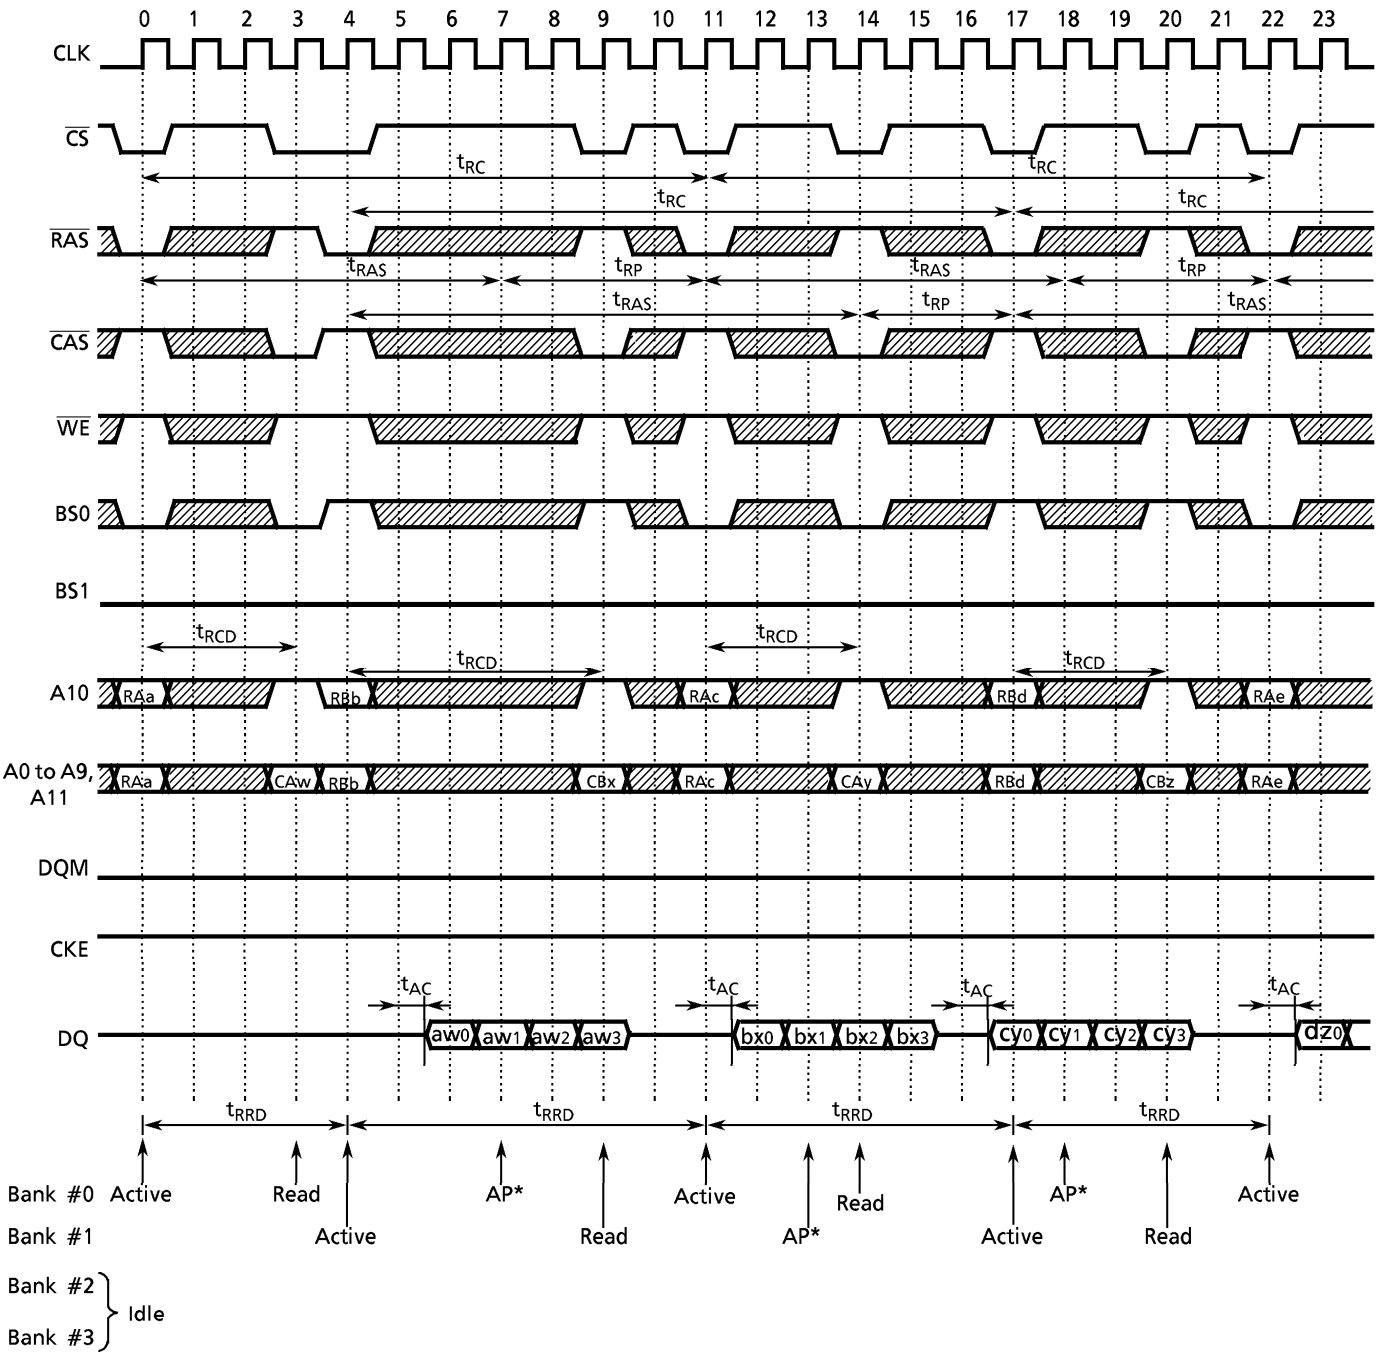 0 1 2 3 4 5 6 7 8 9 10 11 12 13 14 15 16 17 18 19 20 21 22 23
CLK
CS
tRC tRC
tRC tRC
RAS
tRAS tRP tRAS tRP
tRAS tRP tRAS
CAS
WE
BS0
BS1
tRCD tRCD
tRCD tRCD
A10 RAa RBb RAc RBd RAe
A0 to A9, A11 RAa CAw RBb CBx RAc CAy RBd CBz RAe
DQM
CKE
tAC tAC tAC tAC
DQ aw0 aw1 aw2 aw3 bx0 bx1 bx2 bx3 cy0 cy1 cy2 cy3 dz0
tRRD tRRD tRRD tRRD
Bank #0 Active Read AP* Active Read AP* Active
Bank #1 Active Read AP* Active Read
Bank #2
Idle
Bank #3